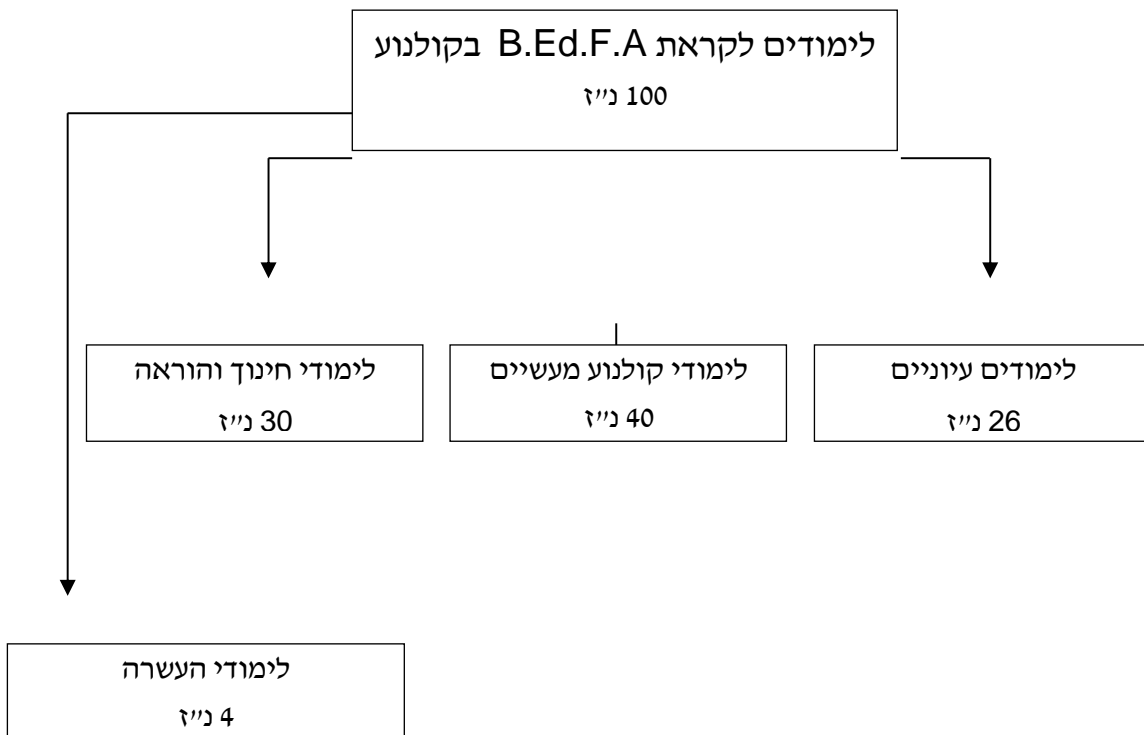 לימודים לקראת B.Ed.F.A בקולנוע
100 נ״ז
לימודים עיוניים
26 נ״ז
לימודי קולנוע מעשיים
40 נ״ז
לימודי חינוך והוראה
30 נ״ז
לימודי העשרה
4 נ״ז